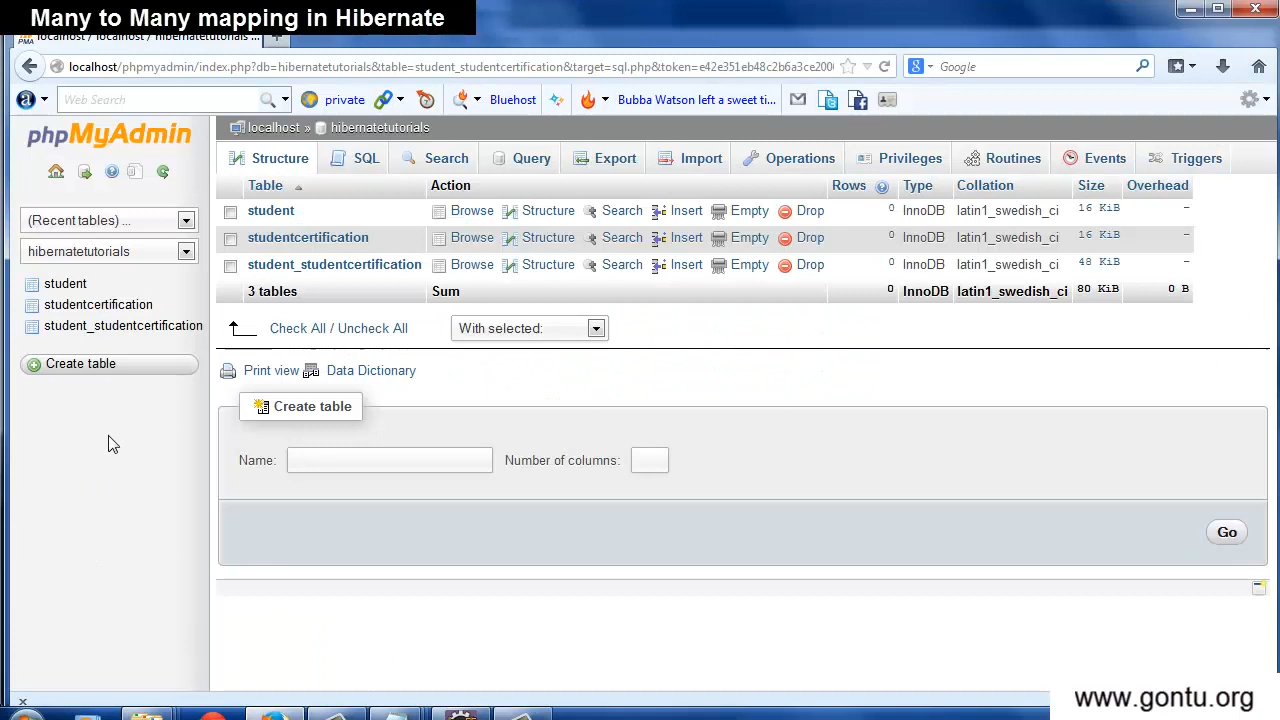 Many to Many mapping in Hibernate
localhost / localhost / hibernatetutorials ...
localhost/phpmyadmin/index.php?db=hibernatetutorials&table=student_studentcertification&target=sql.php&token=e42e351eb48c2b6a3ce200
Google
Web Search
private
Bluehost
Bubba Watson left a sweet ti...
phpMyAdmin
localhost » hibernatetutorials
Structure SQL Search Query Export Import Operations Privileges Routines Events Triggers
Table Action Rows Type Collation Size Overhead
student Browse Structure Search Insert Empty Drop 0 InnoDB latin1_swedish_ci 16 KiB -
studentcertification Browse Structure Search Insert Empty Drop 0 InnoDB latin1_swedish_ci 16 KiB -
student_studentcertification Browse Structure Search Insert Empty Drop 0 InnoDB latin1_swedish_ci 48 KiB -
3 tables Sum 0 InnoDB latin1_swedish_ci 80 KiB 0 B
(Recent tables) ...
hibernatetutorials
student
studentcertification
student_studentcertification
Create table
Check All / Uncheck All With selected:
Print view Data Dictionary
Create table
Name: Number of columns:
Go
x
www.gontu.org